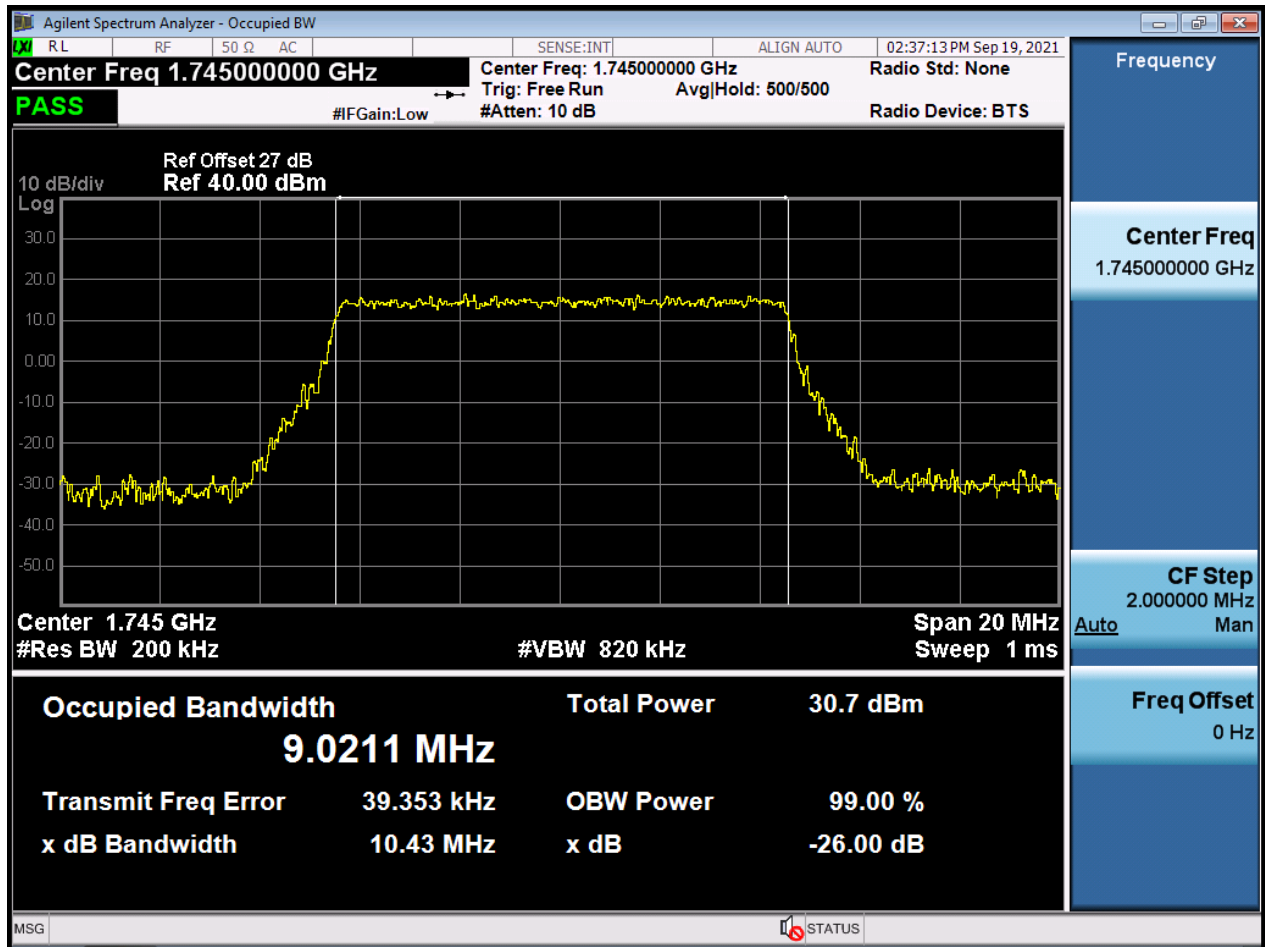 Agilent Spectrum Analyzer - Occupied BW
LXI RL RF 50 Ω AC SENSE:INT ALIGN AUTO 02:37:13 PM Sep 19, 2021
Center Freq 1.745000000 GHz
Center Freq: 1.745000000 GHz Radio Std: None
Trig: Free Run Avg|Hold: 500/500
PASS
#IFGain:Low #Atten: 10 dB Radio Device: BTS
Ref Offset 27 dB
10 dB/div Ref 40.00 dBm
Log
30.0
20.0
10.0
0.00
-10.0
-20.0
-30.0
-40.0
-50.0
Center 1.745 GHz Span 20 MHz
#Res BW 200 kHz #VBW 820 kHz Sweep 1 ms
Occupied Bandwidth Total Power 30.7 dBm
9.0211 MHz
Transmit Freq Error 39.353 kHz OBW Power 99.00 %
x dB Bandwidth 10.43 MHz x dB -26.00 dB
Frequency
Center Freq
1.745000000 GHz
CF Step
2.000000 MHz
Auto Man
Freq Offset
0 Hz
MSG STATUS